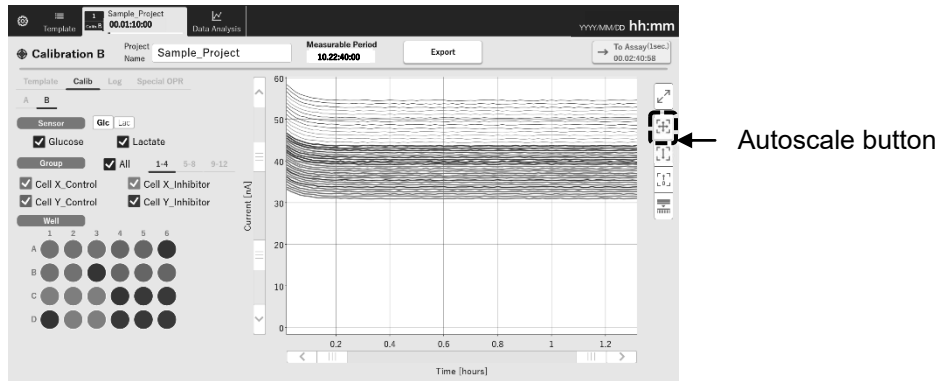 Template
1
Calib B
Sample_Project
00.01:10:00
Data Analysis
YYYY/MM/DD hh:mm
Calibration B
Project Name
Sample_Project
Measurable Period
10.22:40:00
Export
To Assay(1sec.)
00.02:40:58
Template Calib Log Special OPR
A B
Sensor Glc Lac
Glucose Lactate
Group All 1-4 5-8 9-12
Cell X_Control Cell X_Inhibitor
Cell Y_Control Cell Y_Inhibitor
Well
1 2 3 4 5 6
A
B
C
D
Current [nA]
60
50
40
30
20
10
0
0.2 0.4 0.6 0.8 1 1.2
Time [hours]
Autoscale button